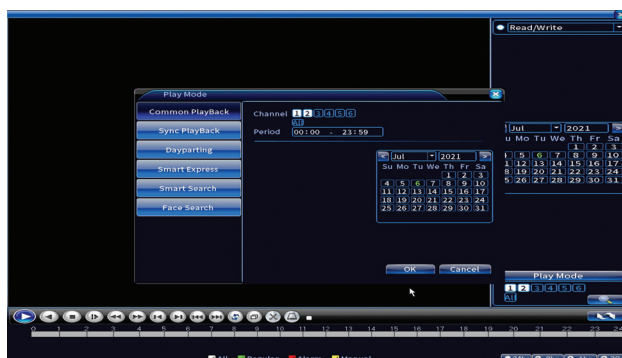 Read/Write
Play Mode
Common PlayBack
Sync PlayBack
Dayparting
Smart Express
Smart Search
Face Search
Channel 1 2 3 4 5 6
All
Period 00:00 - 23:59
Jul 2021
Su Mo Tu We Th Fr Sa
1 2 3
4 5 6 7 8 9 10
11 12 13 14 15 16 17
18 19 20 21 22 23 24
25 26 27 28 29 30 31
OK Cancel
Jul 2021
u Mo Tu We Th Fr Sa
1 2 3
5 6 7 8 9 10
12 13 14 15 16 17
19 20 21 22 23 24
26 27 28 29 30 31
Play Mode
1 2 3 4 5 6
All
0 1 2 3 4 5 6 7 8 9 10 11 12 13 14 15 16 17 18 19 20 21 22 23 24